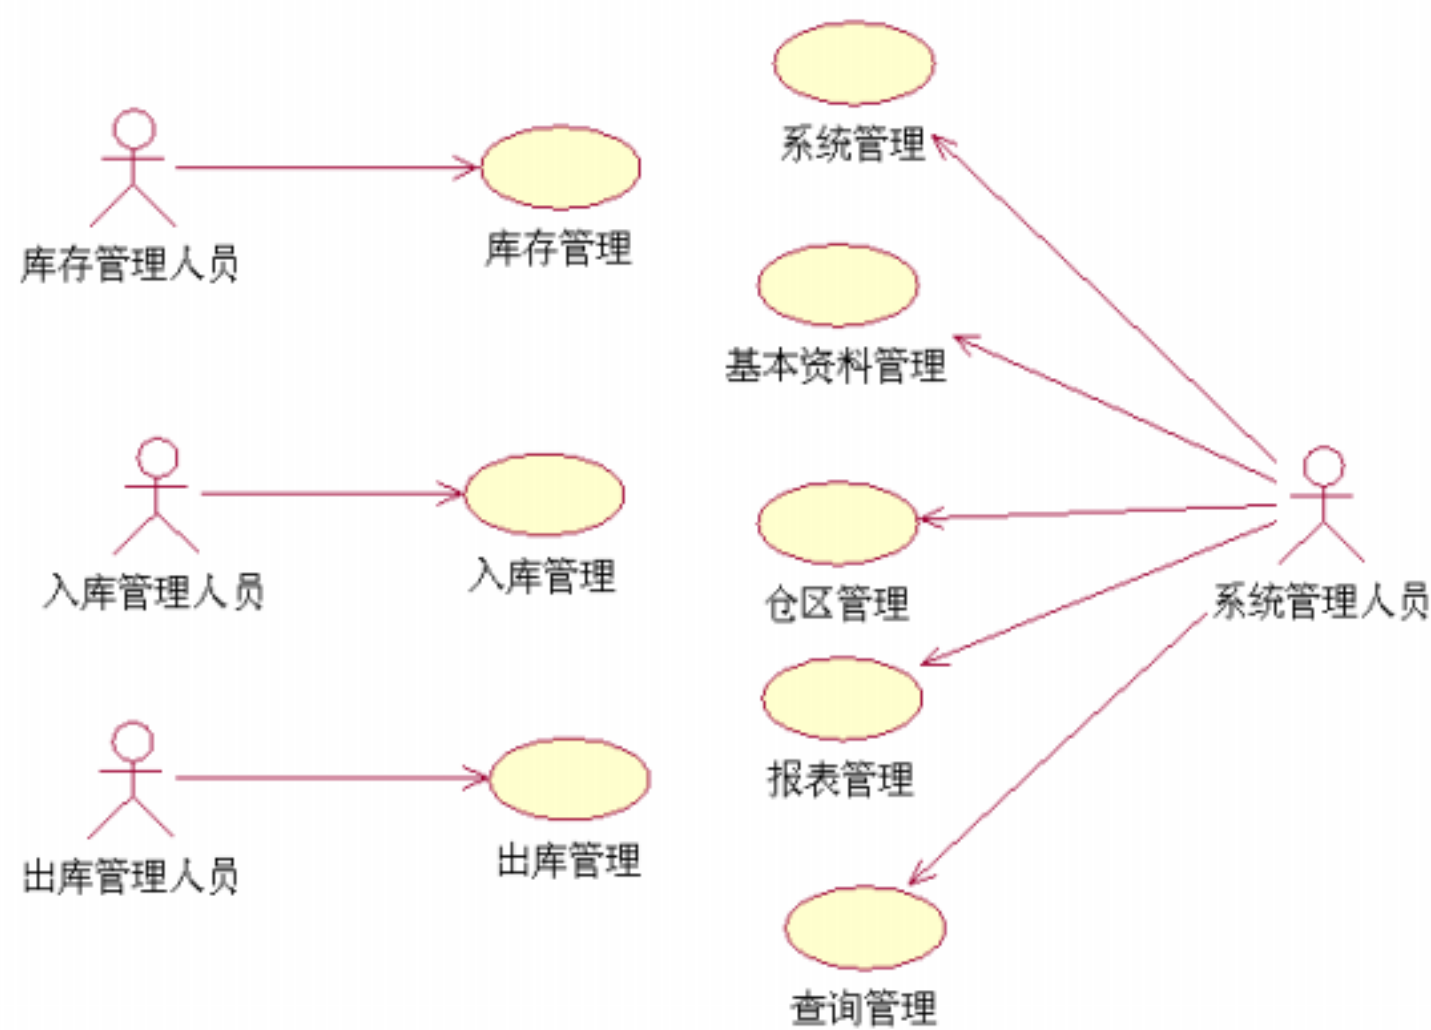 系统管理
库存管理人员
库存管理
基本资料管理
入库管理人员
入库管理
仓区管理
系统管理人员
报表管理
出库管理人员
出库管理
查询管理